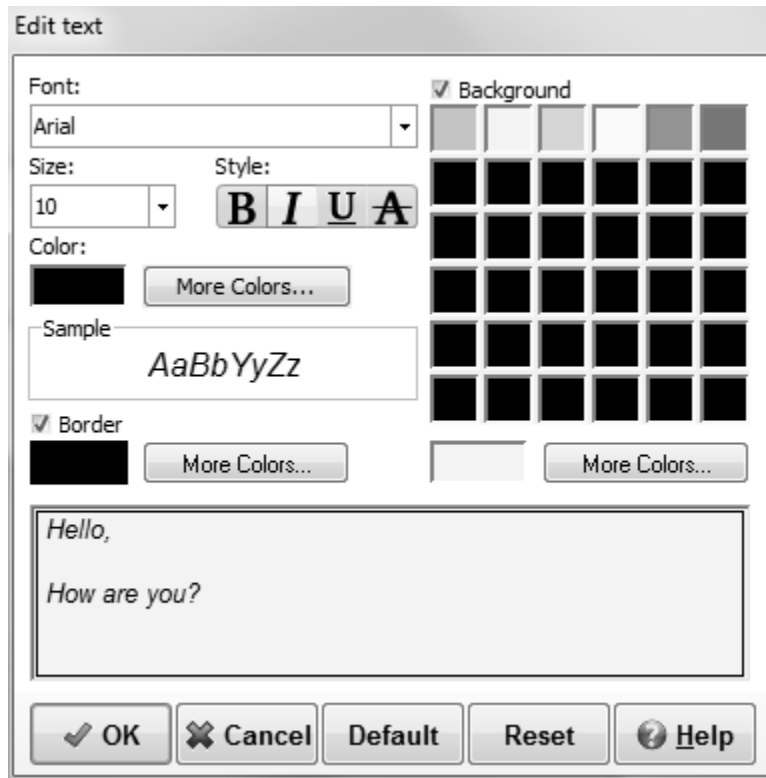 Edit text
Font:
Background
Arial
Size:
Style:
10
B I U A
Color:
More Colors...
Sample
AaBbYyZz
Border
More Colors...
More Colors...
Hello,
How are you?
OK
Cancel
Default
Reset
Help